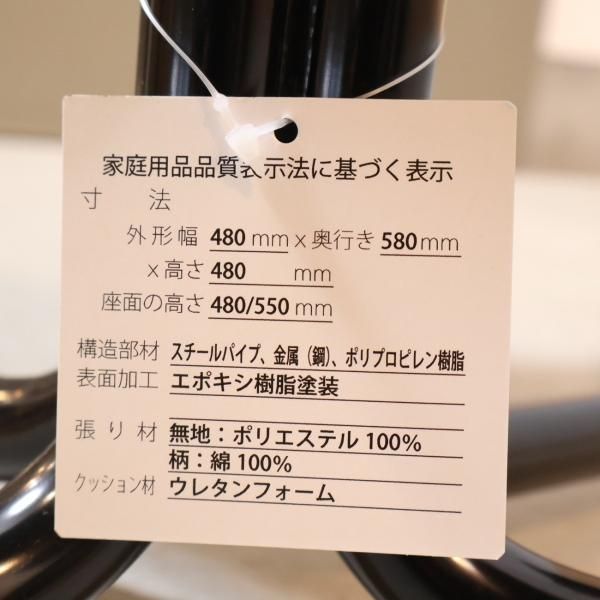 家庭用品品質表示法に基づく表示
寸 法
外形幅 480 mm x 奥行き 580 mm
x 高さ 480 mm
座面の高さ 480/550 mm
構造部材 スチールパイプ、金属（鋼）、ポリプロピレン樹脂
表面加工 エポキシ樹脂塗装
張り材 無地：ポリエステル 100%
柄：綿 100%
クッション材 ウレタンフォーム